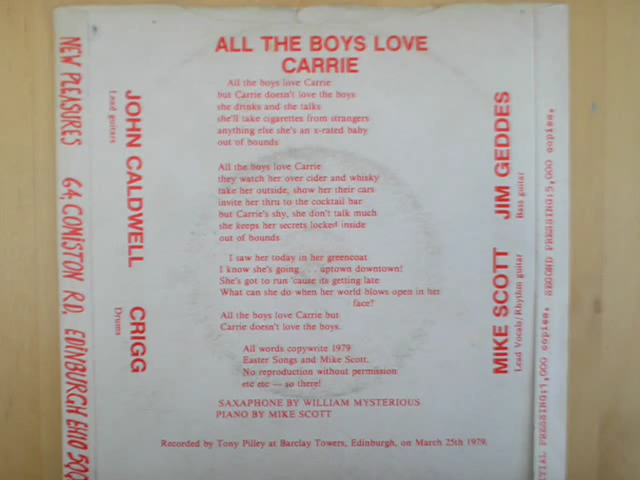 ALL THE BOYS LOVE
CARRIE
All the boys love Carrie
but Carrie doesn't love the boys
she drinks and she talks
she'll take cigarettes from strangers
anything else she's an x-rated baby
out of bounds
All the boys love Carrie
they watch her over cider and whisky
take her outside, show her their cars
invite her thru to the cocktail bar
but Carrie's shy, she don't talk much
she keeps her secrets locked inside
out of bounds
I saw her today in her greencoat
I know she's going . . . uptown downtown!
She's got to run 'cause its getting late
What can she do when her world blows open in her
face?
All the boys love Carrie but
Carrie doesn't love the boys.
All words copywrite 1979
Easter Songs and Mike Scott.
No reproduction without permission
etc etc — so there!
SAXAPHONE BY WILLIAM MYSTERIOUS
PIANO BY MIKE SCOTT
Recorded by Tony Pilley at Barclay Towers, Edinburgh, on March 25th 1979.
JOHN CALDWELL
Lead guitars
CRIGG
Drums
JIM GEDDES
Bass guitar
MIKE SCOTT
Lead Vocals/Rhythm guitar
NEW PLEASURES 64, CONISTON RD, EDINBURGH EH10
PRESSING:1,000 copies. SECOND PRESSING:5,000 copies.